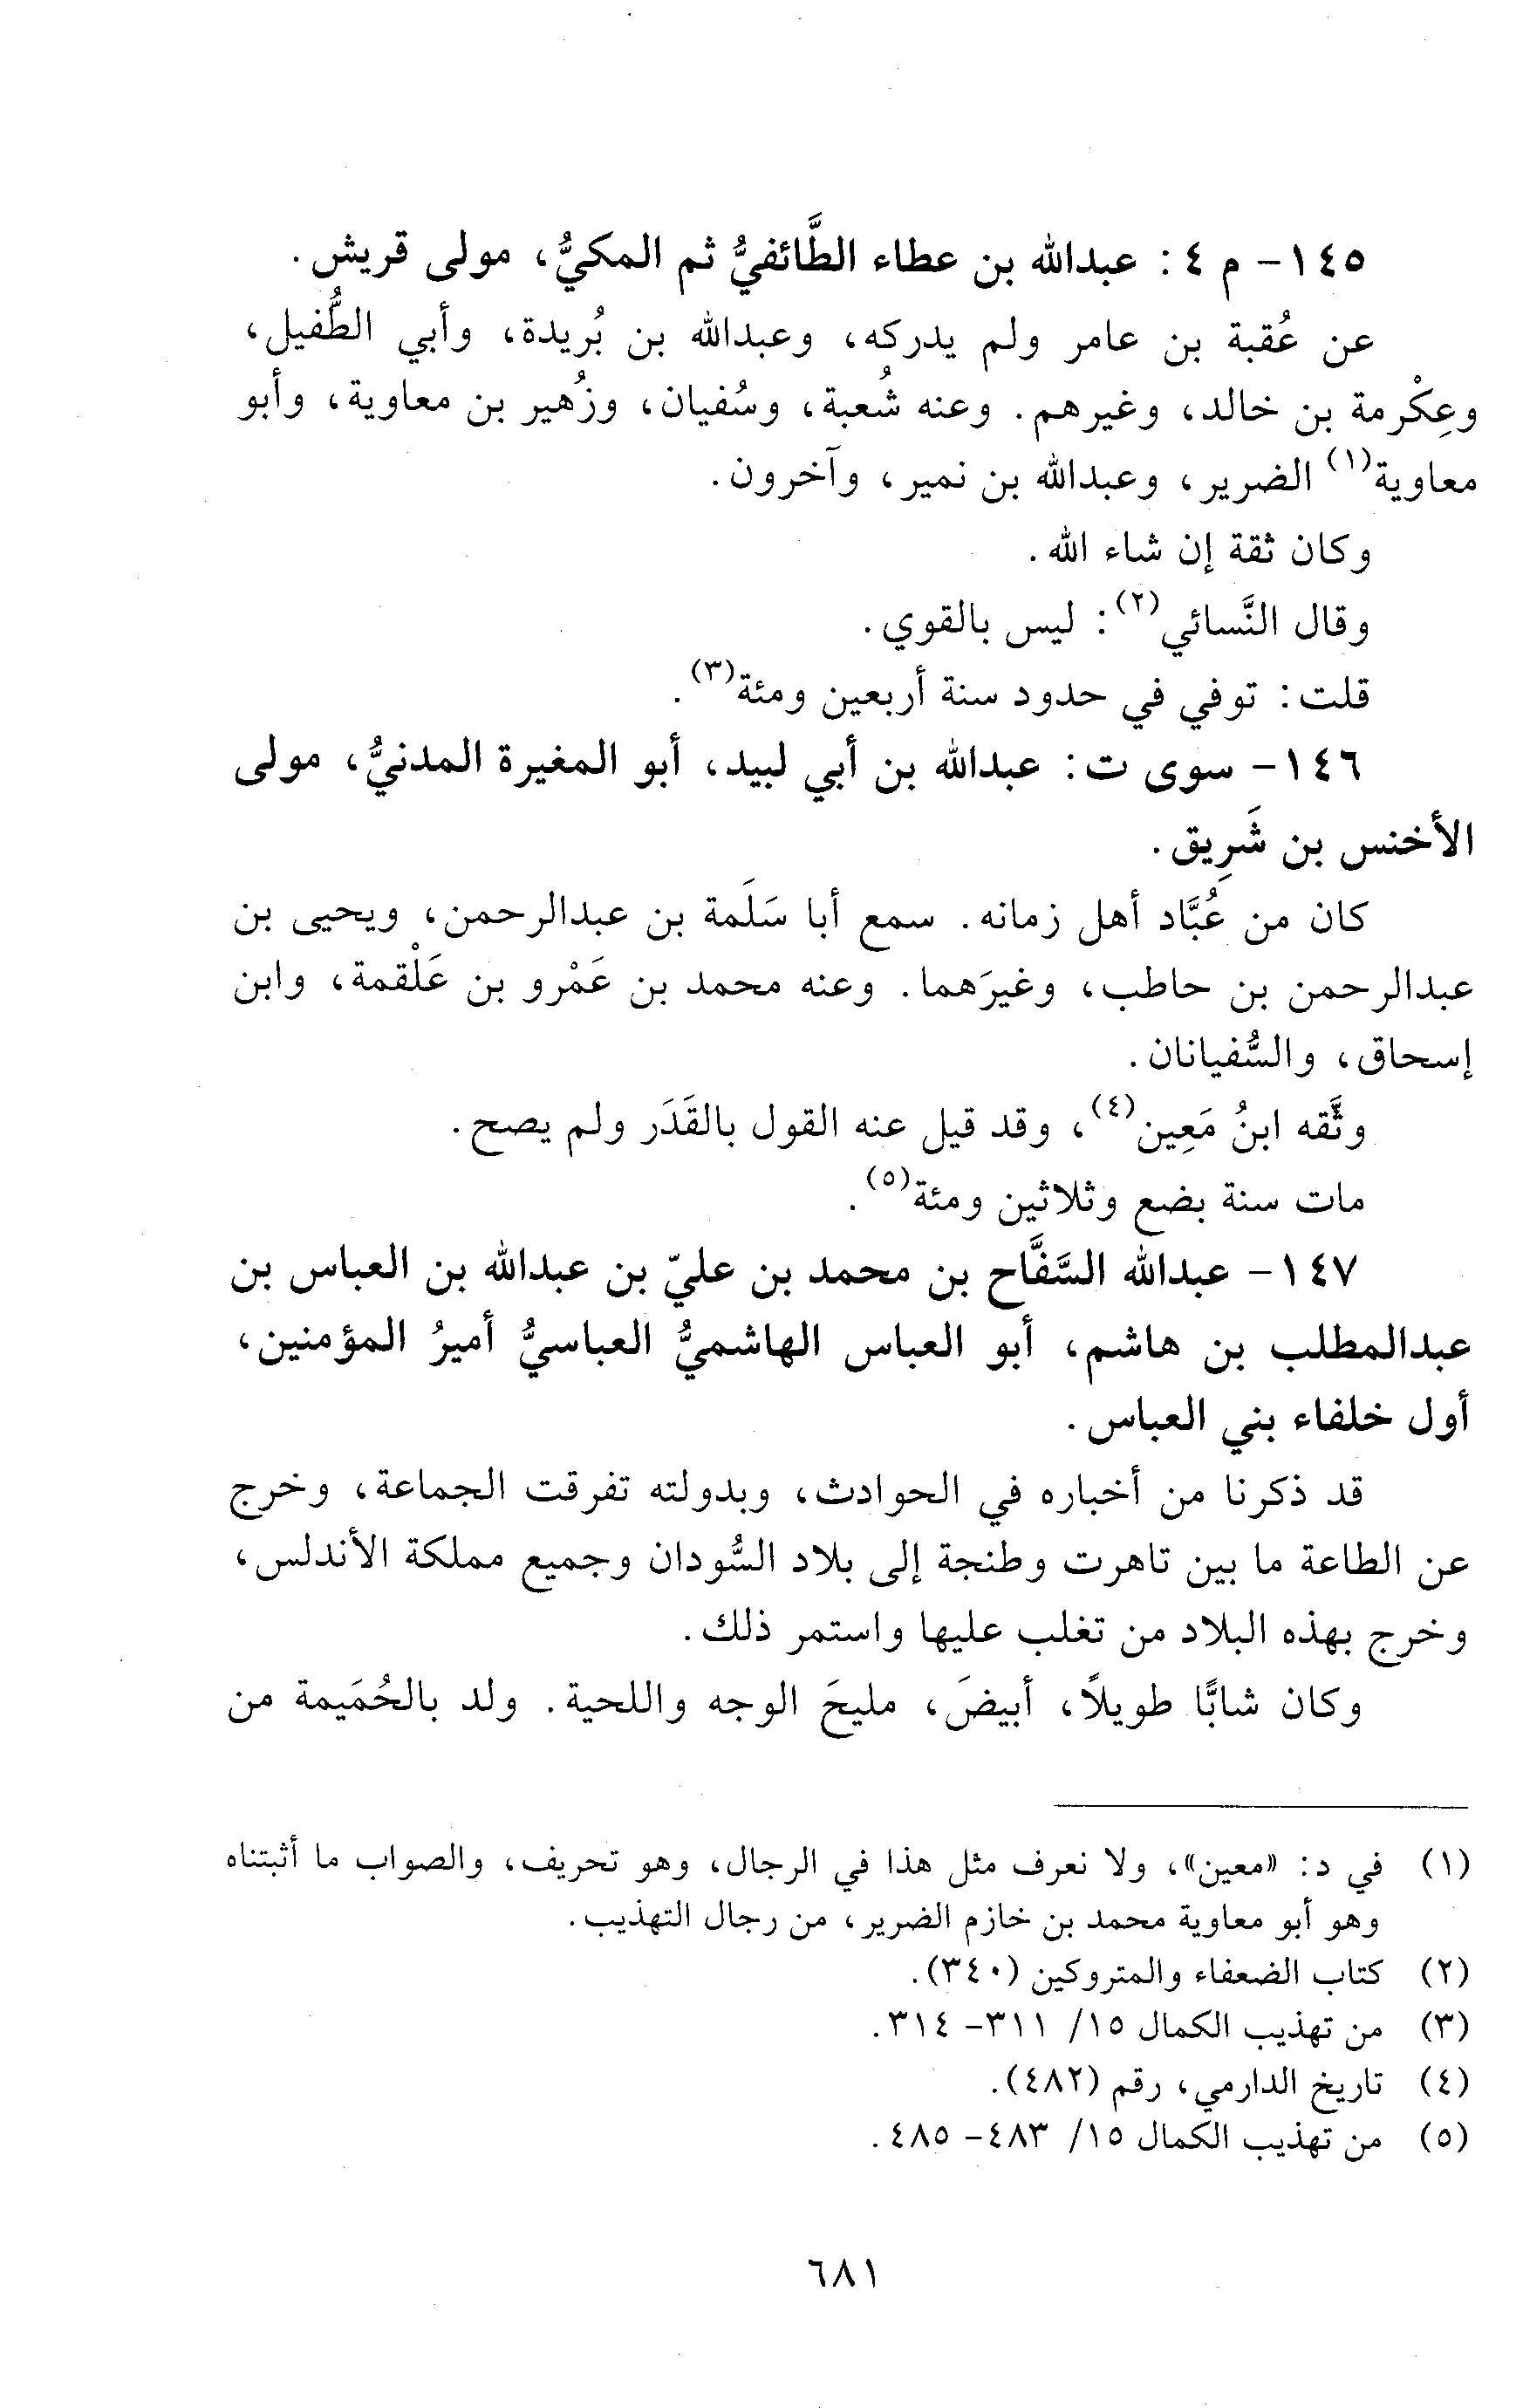 ١٤٥- م ٤ : عبدالله بن عطاء الطَّائفيُّ ثم المكيُّ، مولى قريش.
عن عُقبة بن عامر ولم يدركه، وعبدالله بن بُريدة، وأبي الطُّفيل،
وعِكْرمة بن خالد، وغيرهم. وعنه شُعبة، وسُفيان، وزُهير بن معاوية، وأبو
معاوية(١) الضرير، وعبدالله بن نمير، وآخرون.
وكان ثقة إن شاء الله.
وقال النَّسائي(٢): ليس بالقوي.
قلت: توفي في حدود سنة أربعين ومئة(٣).
١٤٦- سوى ت: عبدالله بن أبي لبيد، أبو المغيرة المدنيُّ، مولى
الأخنس بن شَرِيق.
كان من عُبَّاد أهل زمانه. سمع أبا سَلَمة بن عبدالرحمن، ويحيى بن
عبدالرحمن بن حاطب، وغيرَهما. وعنه محمد بن عَمْرو بن عَلْقمة، وابن
إسحاق، والسُّفيانان.
وثَّقه ابنُ مَعِين(٤)، وقد قيل عنه القول بالقَدَر ولم يصح.
مات سنة بضع وثلاثين ومئة(٥).
١٤٧- عبدالله السَّفَّاح بن محمد بن عليّ بن عبدالله بن العباس بن
عبدالمطلب بن هاشم، أبو العباس الهاشميُّ العباسيُّ أميرُ المؤمنين،
أول خلفاء بني العباس.
قد ذكرنا من أخباره في الحوادث، وبدولته تفرقت الجماعة، وخرج
عن الطاعة ما بين تاهرت وطنجة إلى بلاد السُّودان وجميع مملكة الأندلس،
وخرج بهذه البلاد من تغلب عليها واستمر ذلك.
وكان شابًّا طويلاً، أبيضَ، مليحَ الوجه واللحية. ولد بالحُمَيمة من
(١) في د: «معين»، ولا نعرف مثل هذا في الرجال، وهو تحريف، والصواب ما أثبتناه
وهو أبو معاوية محمد بن خازم الضرير، من رجال التهذيب.
(٢) كتاب الضعفاء والمتروكين (٣٤٠).
(٣) من تهذيب الكمال ١٥/ ٣١١- ٣١٤.
(٤) تاريخ الدارمي، رقم (٤٨٢).
(٥) من تهذيب الكمال ١٥/ ٤٨٣- ٤٨٥.
٦٨١